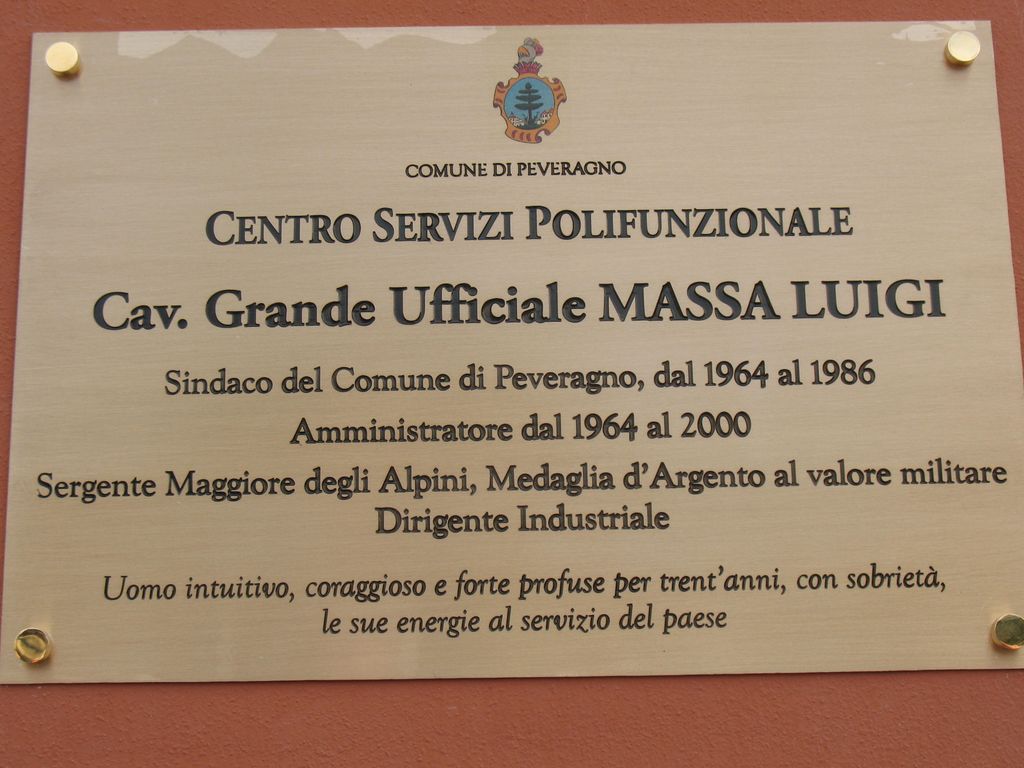 COMUNE DI PEVERAGNO
CENTRO SERVIZI POLIFUNZIONALE
Cav. Grande Ufficiale MASSA LUIGI
Sindaco del Comune di Peveragno, dal 1964 al 1986
Amministratore dal 1964 al 2000
Sergente Maggiore degli Alpini, Medaglia d'Argento al valore militare
Dirigente Industriale
Uomo intuitivo, coraggioso e forte profuse per trent'anni, con sobrietà,
le sue energie al servizio del paese